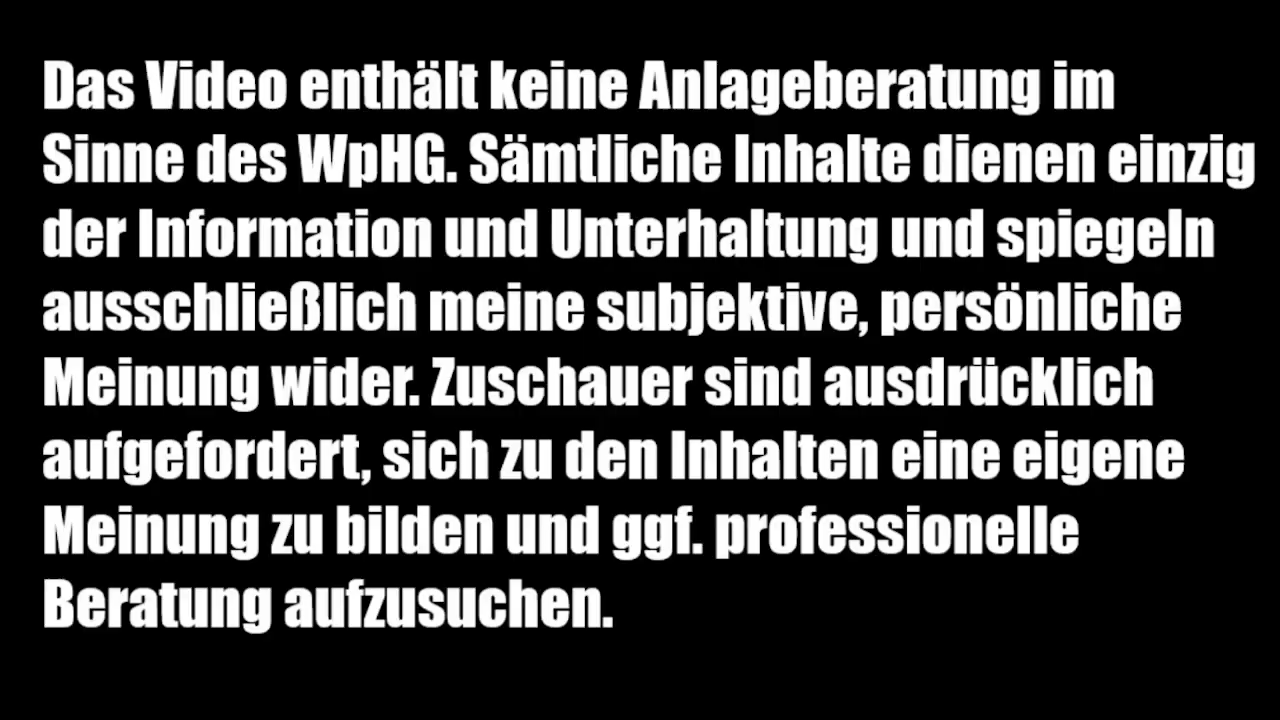 Das Video enthält keine Anlageberatung im
Sinne des WpHG. Sämtliche Inhalte dienen einzig
der Information und Unterhaltung und spiegeln
ausschließlich meine subjektive, persönliche
Meinung wider. Zuschauer sind ausdrücklich
aufgefordert, sich zu den Inhalten eine eigene
Meinung zu bilden und ggf. professionelle
Beratung aufzusuchen.